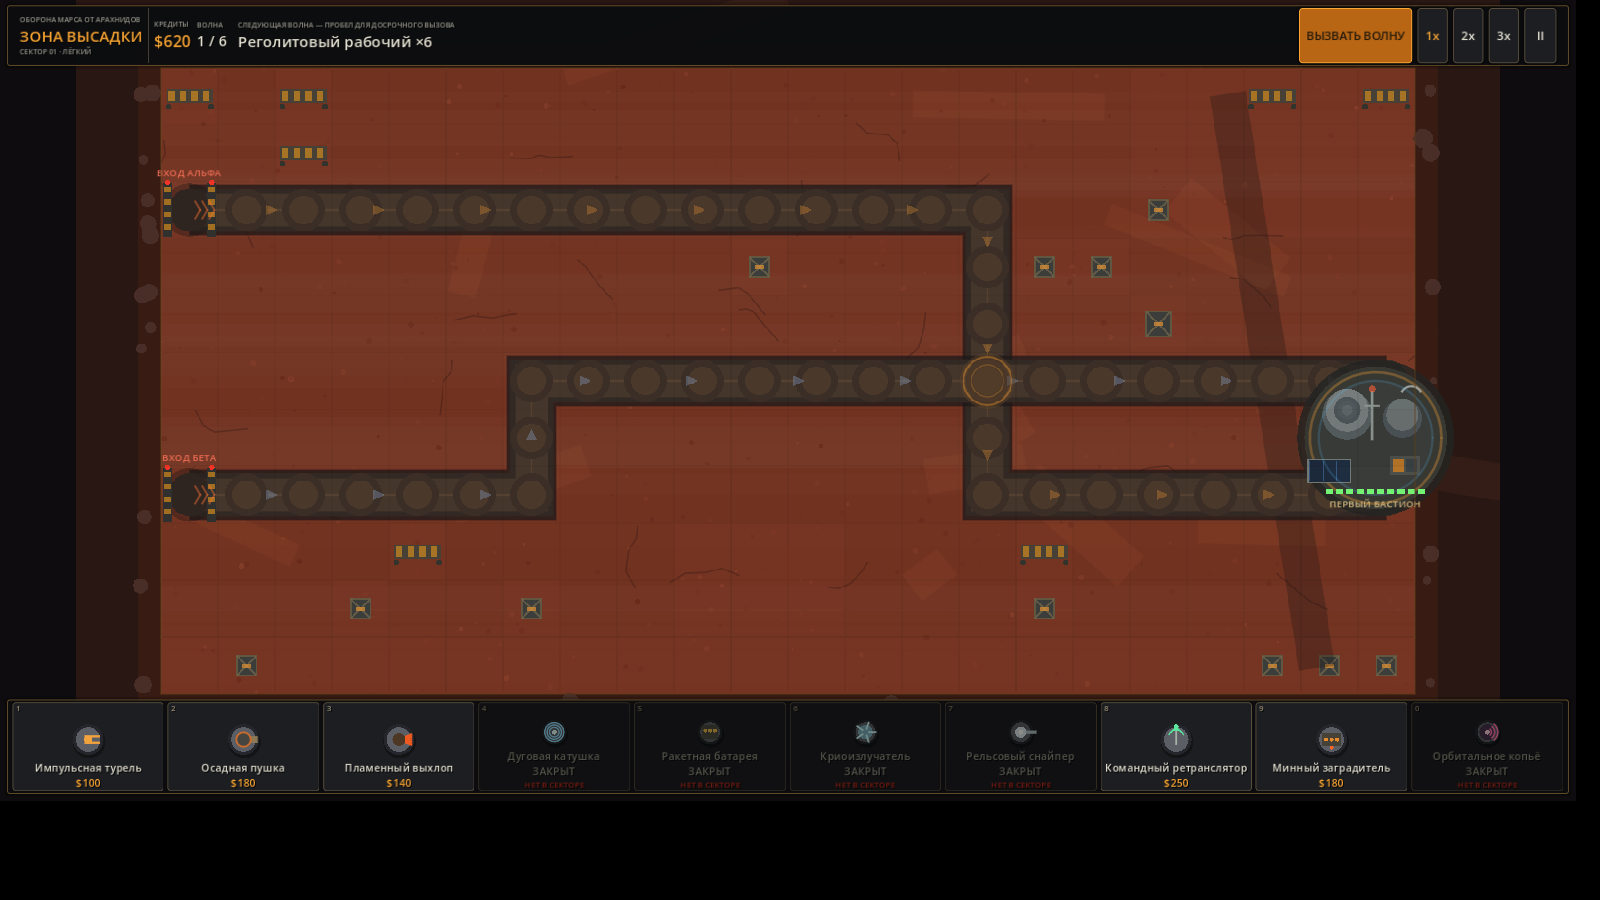 ОБОРОНА МАРСА ОТ АРАХНИДОВ
ЗОНА ВЫСАДКИ
СЕКТОР 01 · ЛЁГКИЙ
КРЕДИТЫ
$620
ВОЛНА
1 / 6
СЛЕДУЮЩАЯ ВОЛНА — ПРОБЕЛ ДЛЯ ДОСРОЧНОГО ВЫЗОВА
Реголитовый рабочий ×6
ВЫЗВАТЬ ВОЛНУ
1x
2x
3x
II
ВХОД АЛЬФА
ВХОД БЕТА
ПЕРВЫЙ БАСТИОН
1
Импульсная турель
$100
2
Осадная пушка
$180
3
Пламенный выхлоп
$140
4
Дуговая катушка
ЗАКРЫТ
НЕТ В СЕКТОРЕ
5
Ракетная батарея
ЗАКРЫТ
НЕТ В СЕКТОРЕ
6
Криоизлучатель
ЗАКРЫТ
НЕТ В СЕКТОРЕ
7
Рельсовый снайпер
ЗАКРЫТ
НЕТ В СЕКТОРЕ
8
Командный ретранслятор
$250
9
Минный заградитель
$180
0
Орбитальное копьё
ЗАКРЫТ
НЕТ В СЕКТОРЕ